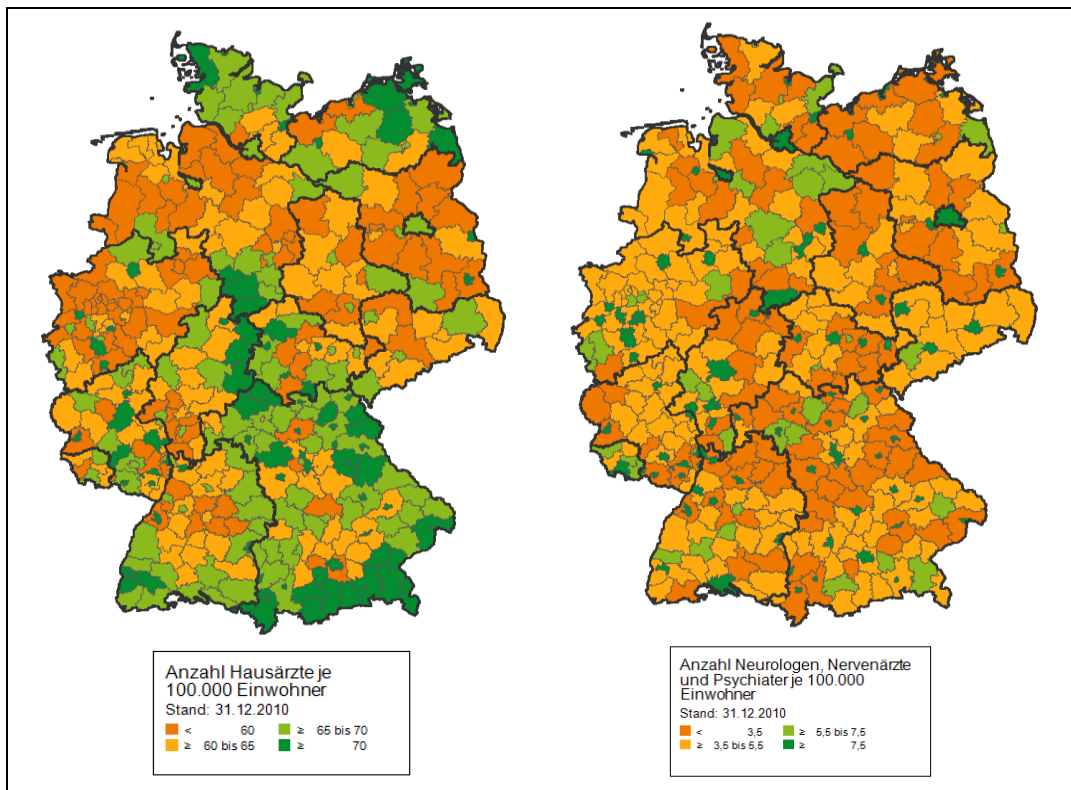 Anzahl Hausärzte je
100.000 Einwohner
Stand: 31.12.2010
< 60
≥ 65 bis 70
≥ 60 bis 65
≥ 70
Anzahl Neurologen, Nervenärzte
und Psychiater je 100.000
Einwohner
Stand: 31.12.2010
< 3,5
≥ 5,5 bis 7,5
≥ 3,5 bis 5,5
≥ 7,5